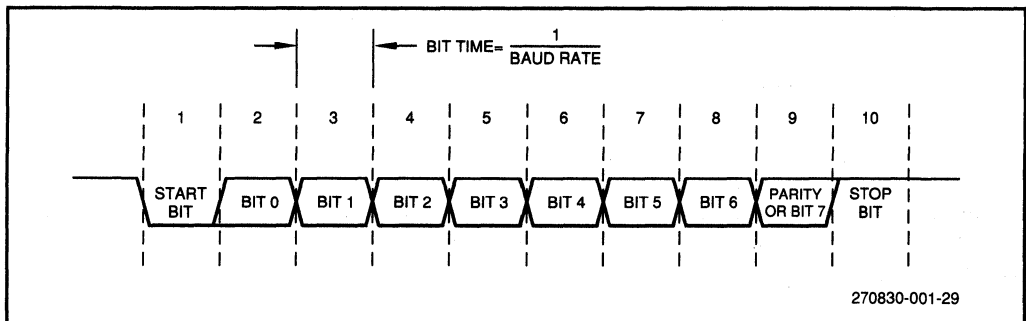 BIT TIME= 1
BAUD RATE
1 2 3 4 5 6 7 8 9 10
START
BIT
BIT 0
BIT 1
BIT 2
BIT 3
BIT 4
BIT 5
BIT 6
PARITY
OR BIT 7
STOP
BIT
270830-001-29